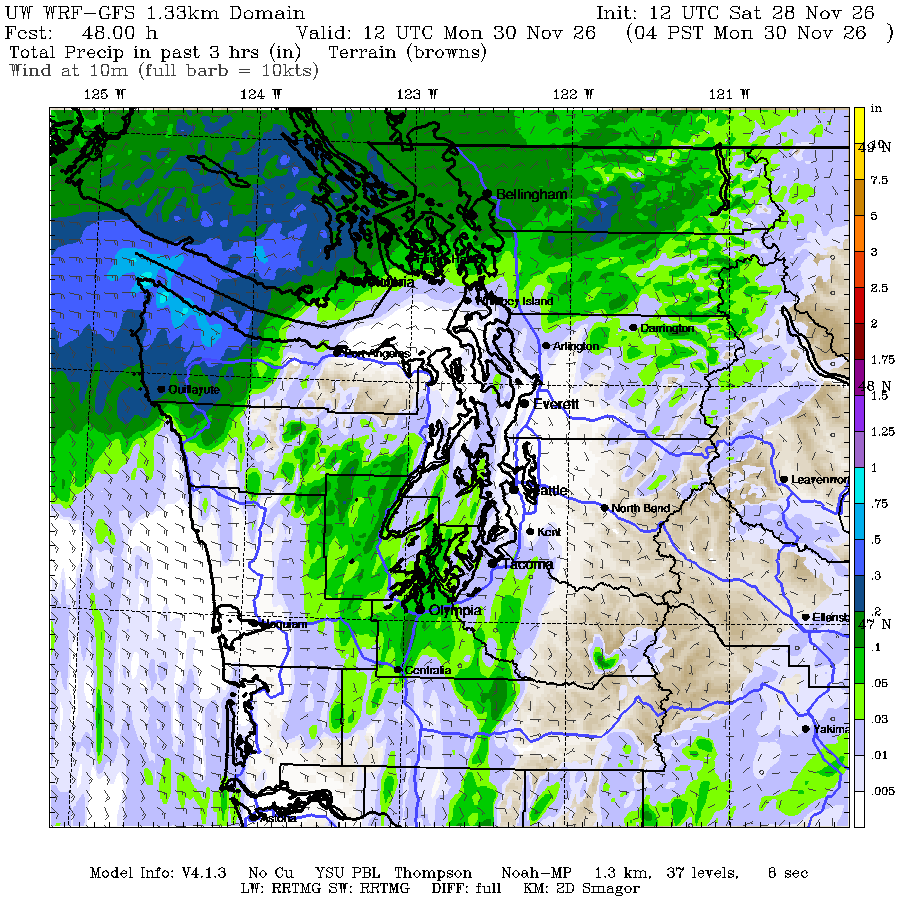 UW WRF-GFS 1.33km Domain Init: 12 UTC Sat 28 Nov 26
Fcst: 48.00 h Valid: 12 UTC Mon 30 Nov 26 (04 PST Mon 30 Nov 26 )
Total Precip in past 3 hrs (in) Terrain (browns)
Wind at 10m (full barb = 10kts)
125 W 124 W 123 W 122 W 121 W
in
49 N
7.5
5
3
2.5
2
1.75
48 N
1.5
1.25
1
.75
.5
.3
.2
47 N
.1
.05
.03
.01
.005
Bellingham
Victoria
Whidbey Island
Darrington
Arlington
Port Angeles
Quillayute
Everett
Leavenwor
Seattle
North Bend
Kent
Tacoma
Olympia
Hoquiam
Ellensb
Centralia
Yakima
Astoria
Model Info: V4.1.3 No Cu YSU PBL Thompson Noah-MP 1.3 km, 37 levels, 8 sec
LW: RRTMG SW: RRTMG DIFF: full KM: 2D Smagor